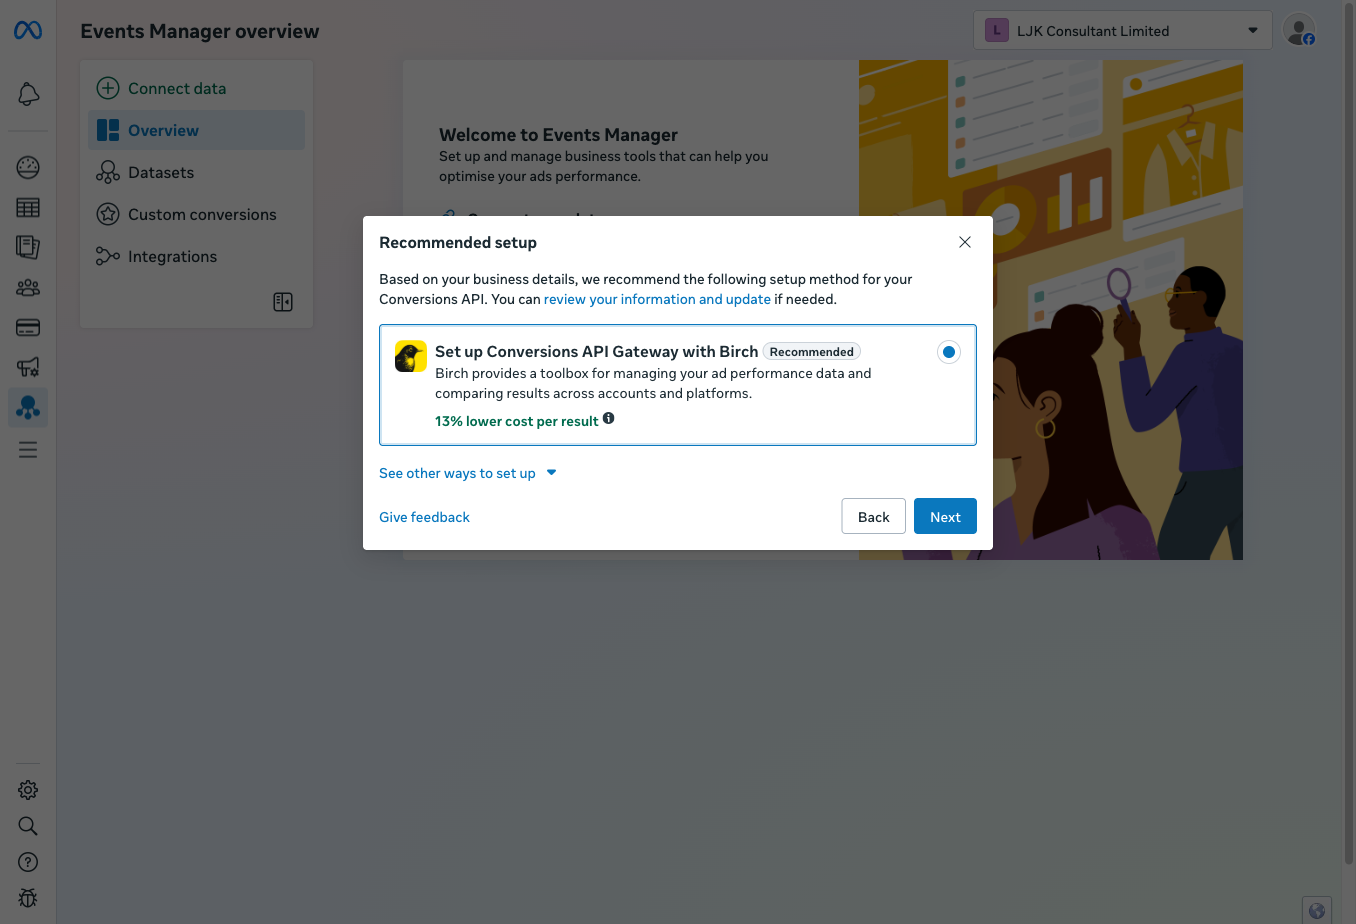 Events Manager overview
L LJK Consultant Limited
Connect data
Overview
Datasets
Custom conversions
Integrations
Welcome to Events Manager
Set up and manage business tools that can help you
optimise your ads performance.
Recommended setup
Based on your business details, we recommend the following setup method for your
Conversions API. You can review your information and update if needed.
Set up Conversions API Gateway with Birch Recommended
Birch provides a toolbox for managing your ad performance data and
comparing results across accounts and platforms.
13% lower cost per result
See other ways to set up
Give feedback
Back
Next